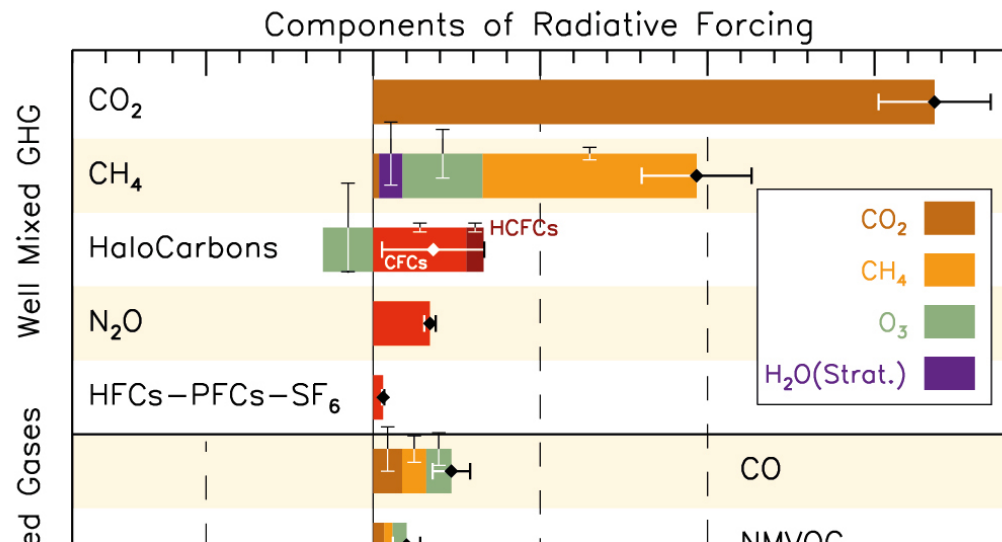 Components of Radiative Forcing
Well Mixed GHG
CO₂
CH₄
HaloCarbons
HCFCs
CFCs
N₂O
HFCs–PFCs–SF₆
CO₂
CH₄
O₃
H₂O(Strat.)
Gases
CO